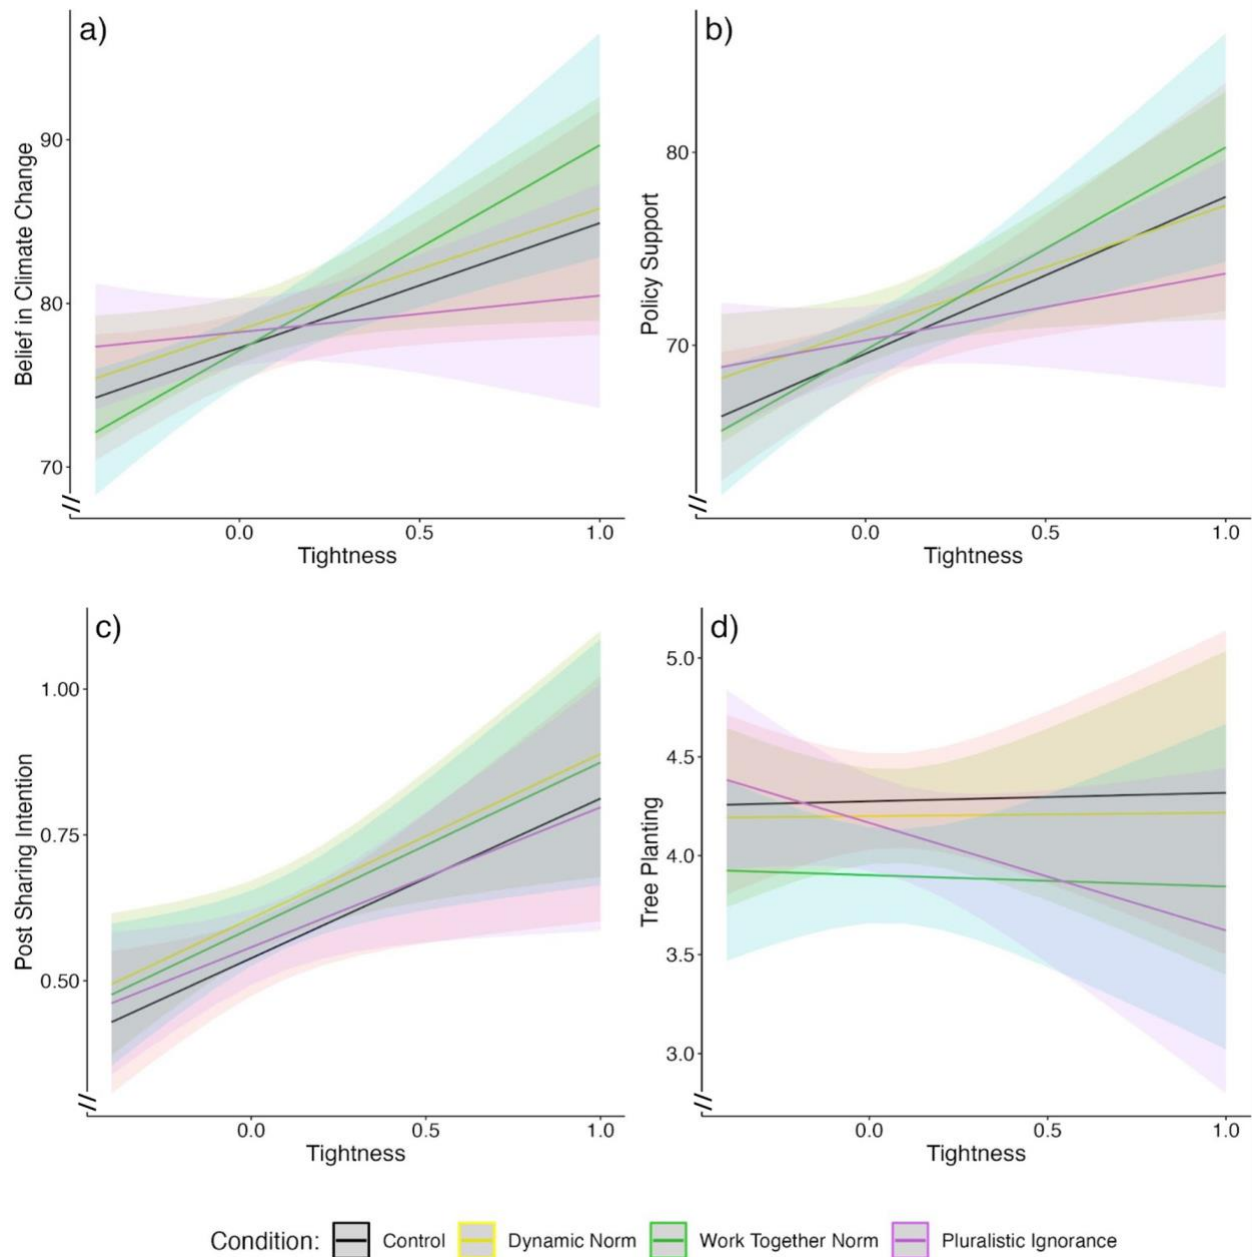 a)
Belief in Climate Change
90
80
70
0.0 0.5 1.0
Tightness
b)
Policy Support
80
70
0.0 0.5 1.0
Tightness
c)
Post Sharing Intention
1.00
0.75
0.50
0.0 0.5 1.0
Tightness
d)
Tree Planting
5.0
4.5
4.0
3.5
3.0
0.0 0.5 1.0
Tightness
Condition: Control Dynamic Norm Work Together Norm Pluralistic Ignorance